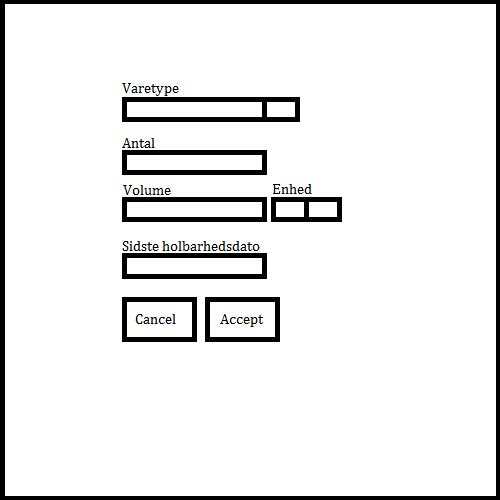 Varetype
Antal
Volume
Enhed
Sidste holbarhedsdato
Cancel
Accept